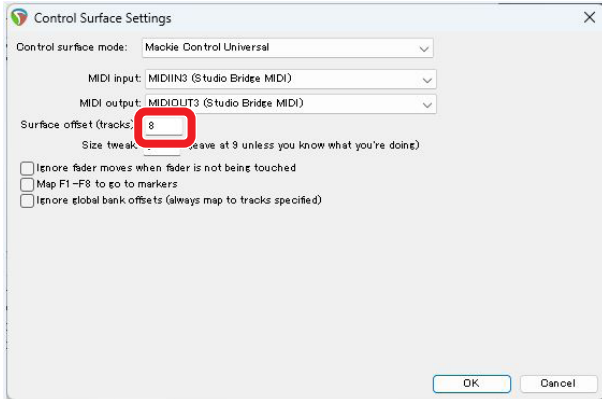 Control Surface Settings
Control surface mode: Mackie Control Universal
MIDI input: MIDIIN3 (Studio Bridge MIDI)
MIDI output: MIDIOUT3 (Studio Bridge MIDI)
Surface offset (tracks) 8
Size tweak: leave at 9 unless you know what you're doing)
Ignore fader moves when fader is not being touched
Map F1-F8 to go to markers
Ignore global bank offsets (always map to tracks specified)
OK Cancel